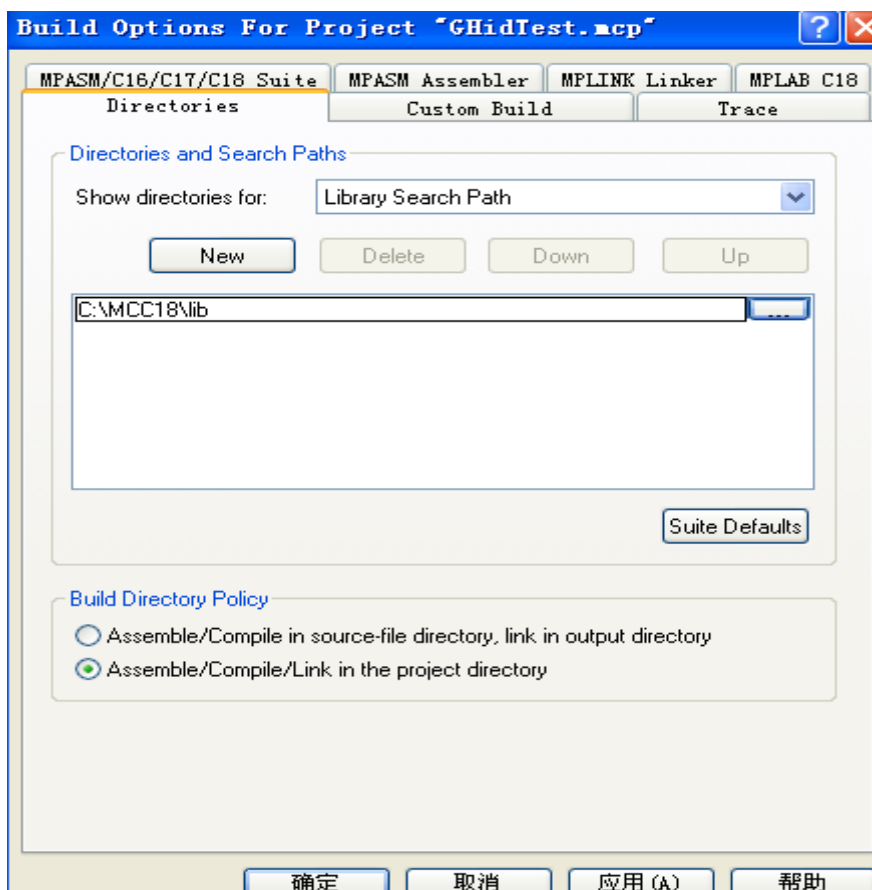 Build Options For Project "GHidTest.mcp"
MPASM/C16/C17/C18 Suite MPASM Assembler MPLINK Linker MPLAB C18
Directories Custom Build Trace
Directories and Search Paths
Show directories for: Library Search Path
New Delete Down Up
C:\MCC18\lib ...
Suite Defaults
Build Directory Policy
Assemble/Compile in source-file directory, link in output directory
Assemble/Compile/Link in the project directory
确定 取消 应用(A) 帮助